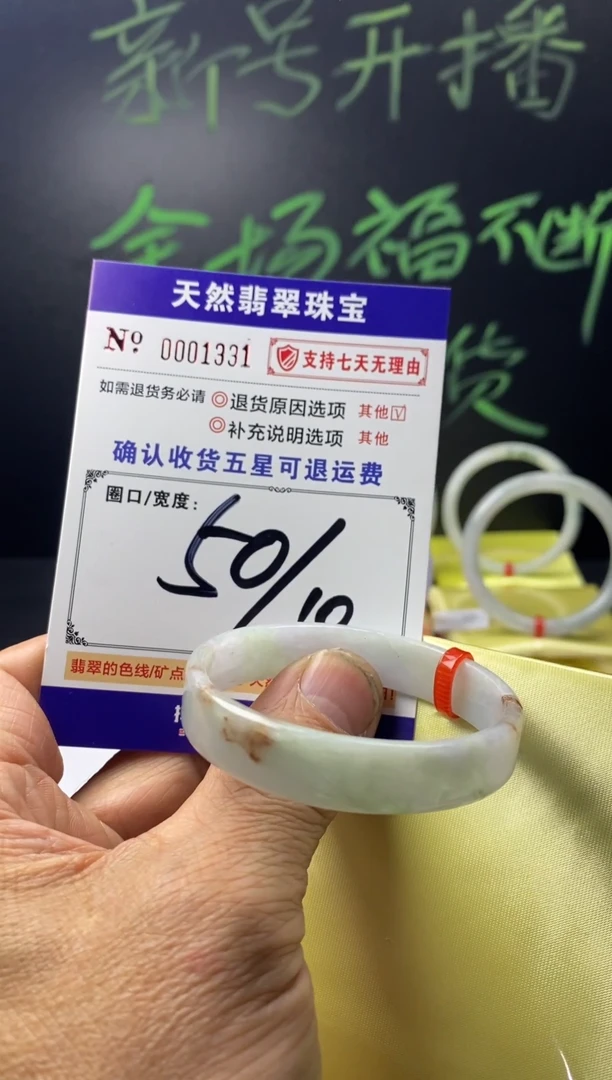 新号开播
全场福不断
货
天然翡翠珠宝
Nº 0001331 支持七天无理由
如需退货务必请 ◎退货原因选项 其他☑
◎补充说明选项 其他
确认收货五星可退运费
圈口/宽度：
50/10
翡翠的色线/矿点